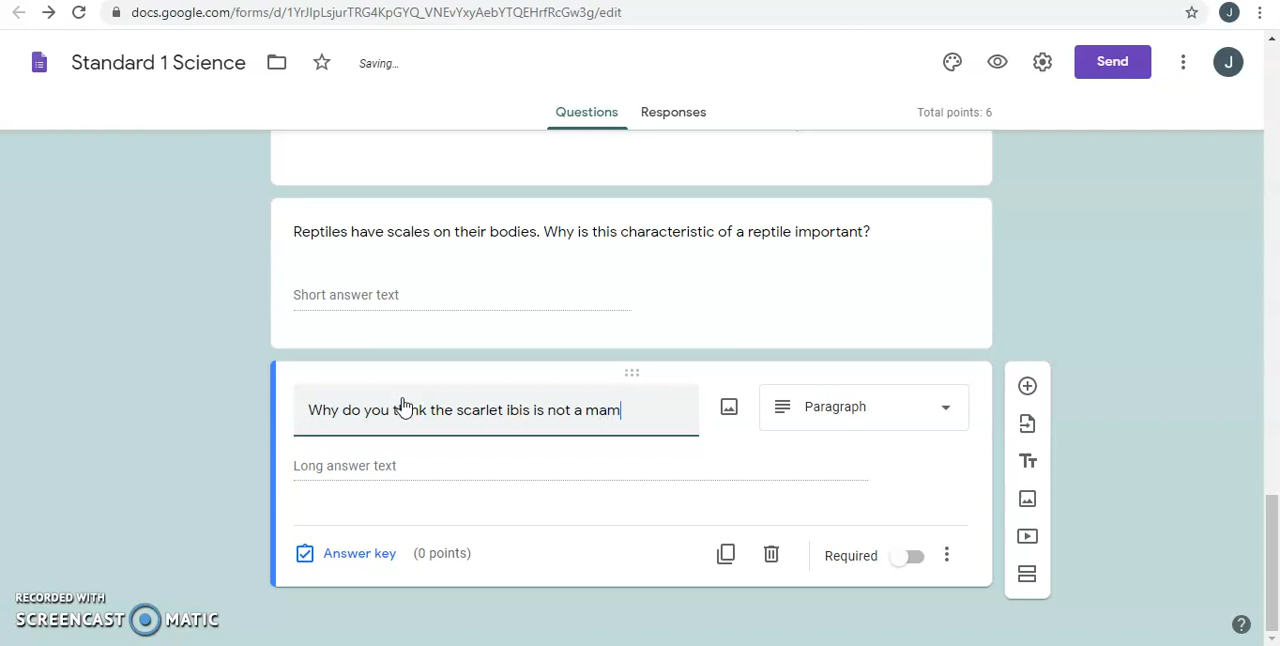 docs.google.com/forms/d/1YrJIpLsjurTRG4KpGYQ_VNEvYxyAebYTQEHrfRcGw3g/edit
J
Standard 1 Science
Saving...
Send
J
Questions
Responses
Total points: 6
Reptiles have scales on their bodies. Why is this characteristic of a reptile important?
Short answer text
Why do you think the scarlet ibis is not a mam
Paragraph
Long answer text
Answer key
(0 points)
Required
RECORDED WITH
SCREENCAST MATIC